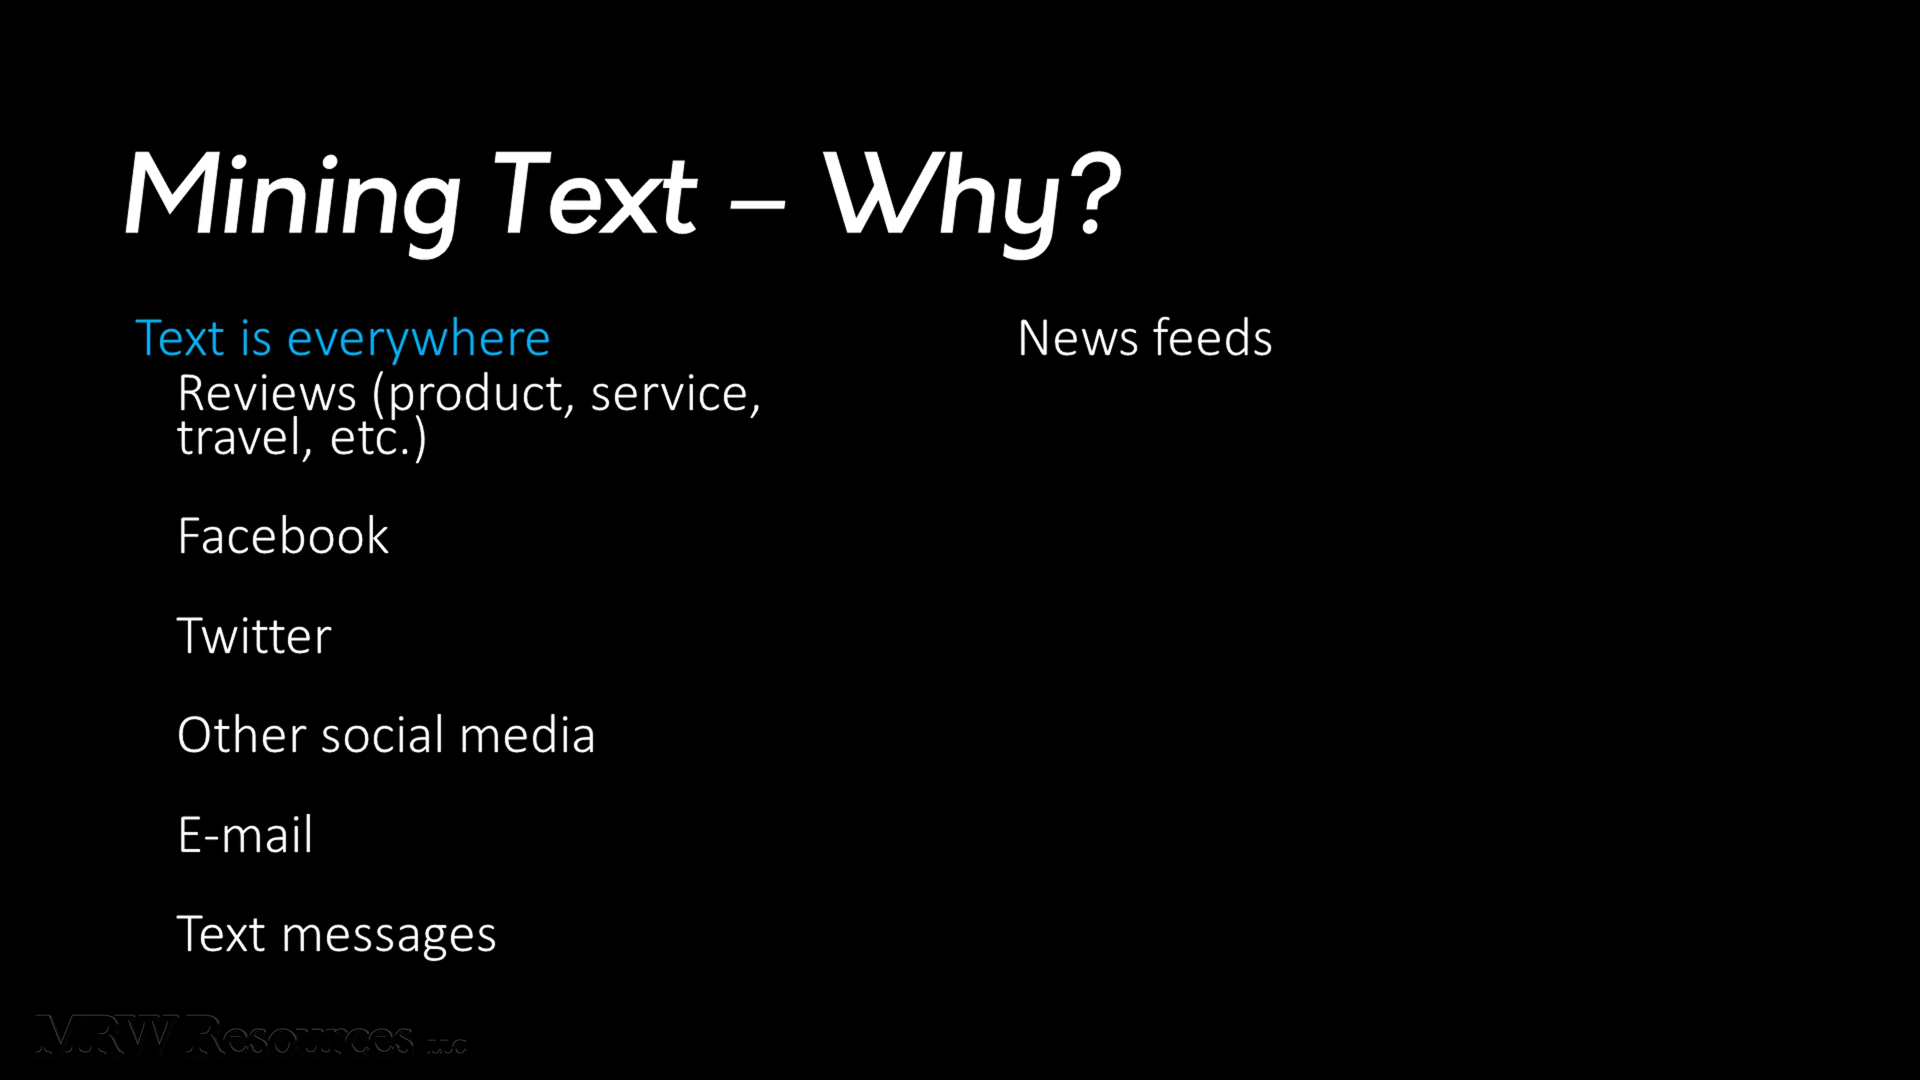 Mining Text – Why?
Text is everywhere
Reviews (product, service,
travel, etc.)
Facebook
Twitter
Other social media
E-mail
Text messages
News feeds
MRW Resources LLC